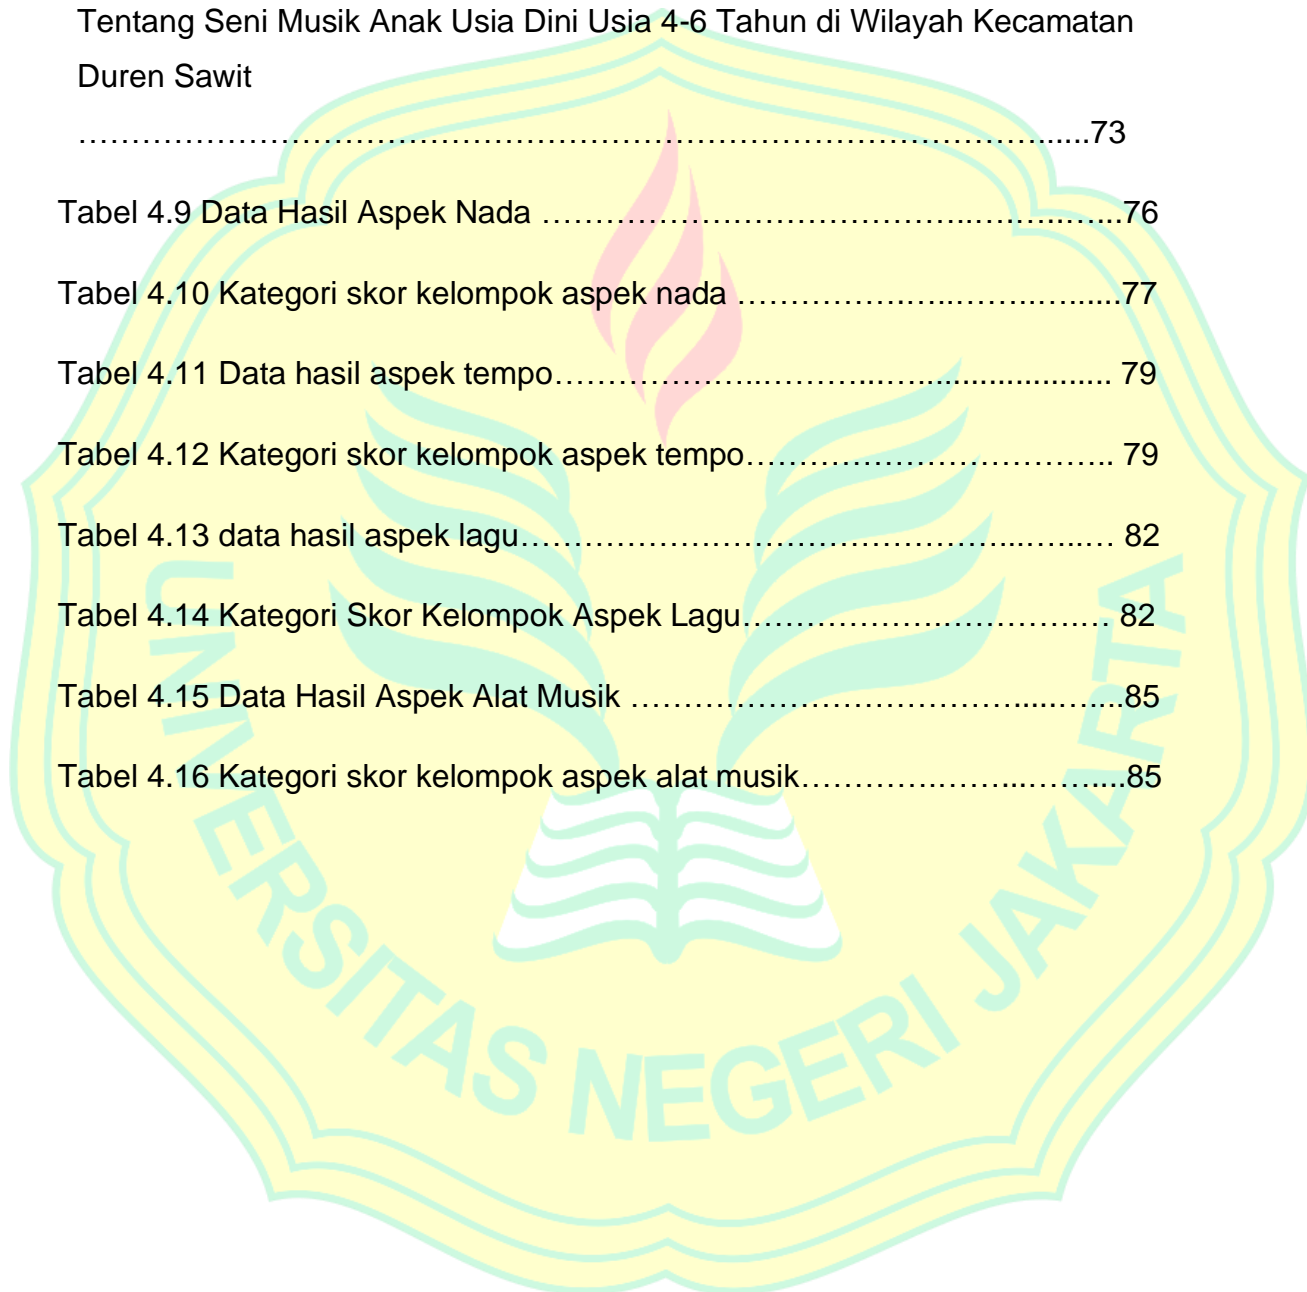 Tentang Seni Musik Anak Usia Dini Usia 4-6 Tahun di Wilayah Kecamatan
Duren Sawit
……………………………………………………………………………......73
Tabel 4.9 Data Hasil Aspek Nada …………………………………..……..…...76
Tabel 4.10 Kategori skor kelompok aspek nada …………….…..……..….....77
Tabel 4.11 Data hasil aspek tempo………………..………...…...................... 79
Tabel 4.12 Kategori skor kelompok aspek tempo…………………………….. 79
Tabel 4.13 data hasil aspek lagu………………………………………...…..… 82
Tabel 4.14 Kategori Skor Kelompok Aspek Lagu……………….………….… 82
Tabel 4.15 Data Hasil Aspek Alat Musik ………………………………....…....85
Tabel 4.16 Kategori skor kelompok aspek alat musik………….……..……....85
UNIVERSITAS NEGERI JAKARTA